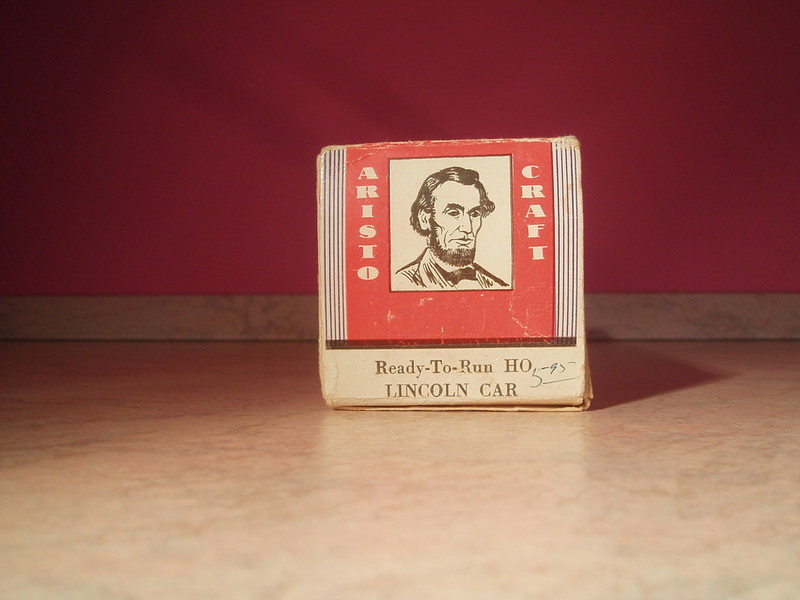 ARISTO
CRAFT
Ready-To-Run HO
5-95
LINCOLN CAR